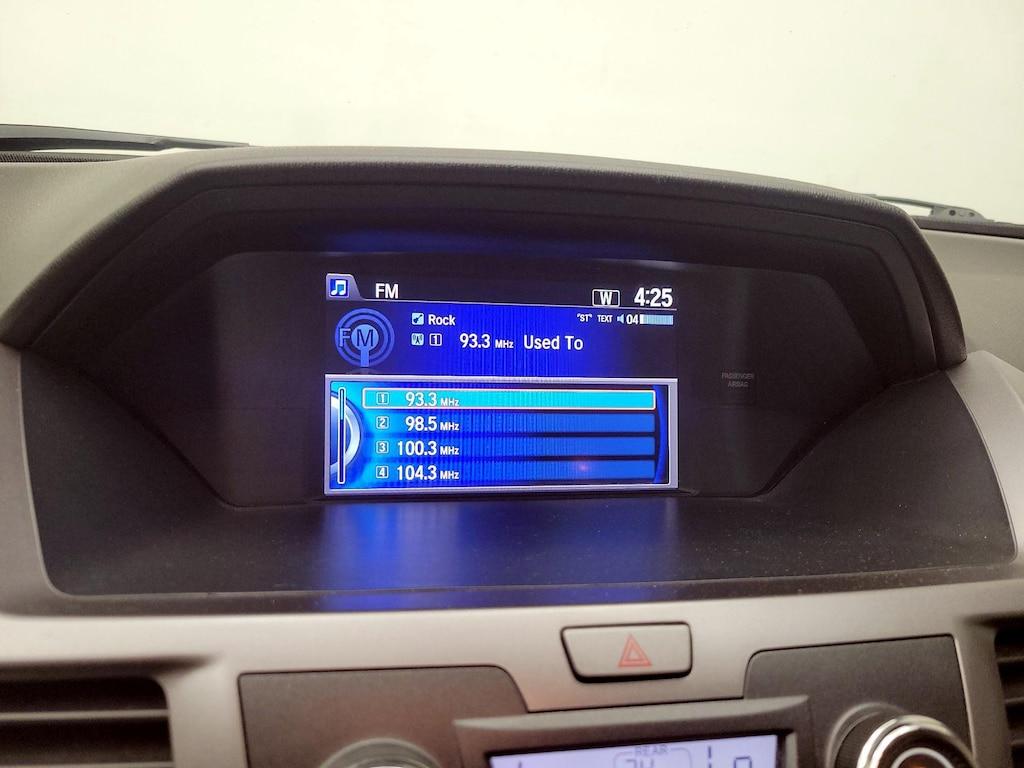 FM W 4:25
Rock "ST" TEXT 04
FM 1 93.3 MHz Used To
1 93.3 MHz
2 98.5 MHz
3 100.3 MHz
4 104.3 MHz
PASSENGER
AIRBAG
REAR